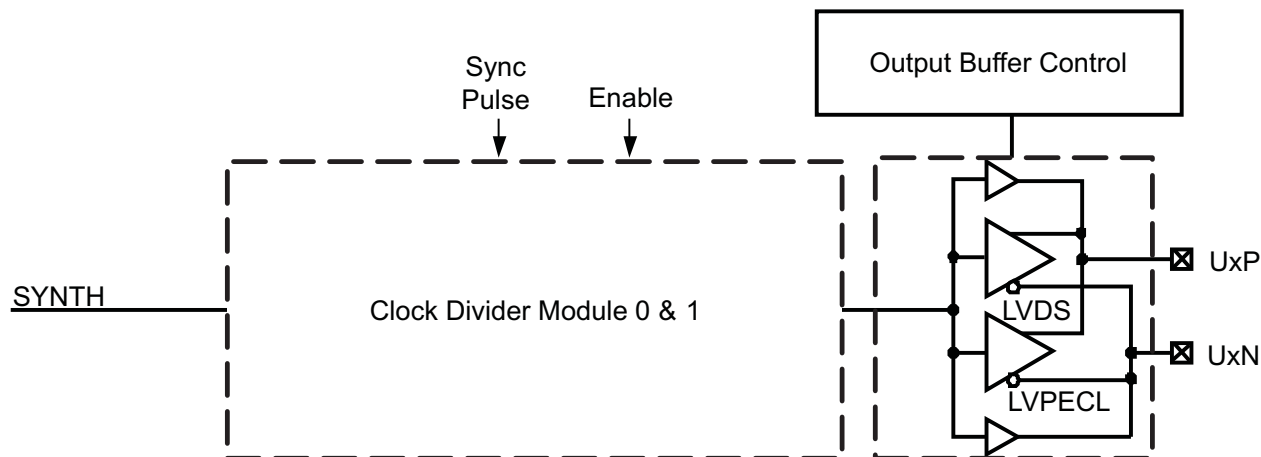 Output Buffer Control
Sync
Pulse
Enable
SYNTH
Clock Divider Module 0 & 1
UxP
LVDS
UxN
LVPECL